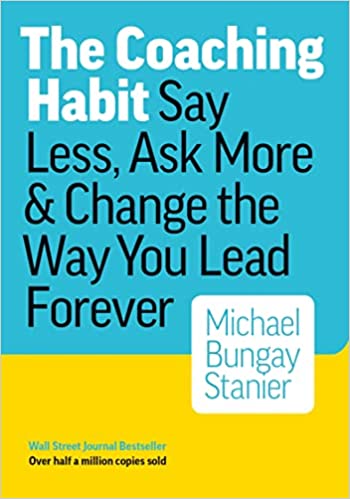 The Coaching
Habit Say
Less, Ask More
& Change the
Way You Lead
Forever
Michael
Bungay
Stanier
Wall Street Journal Bestseller
Over half a million copies sold